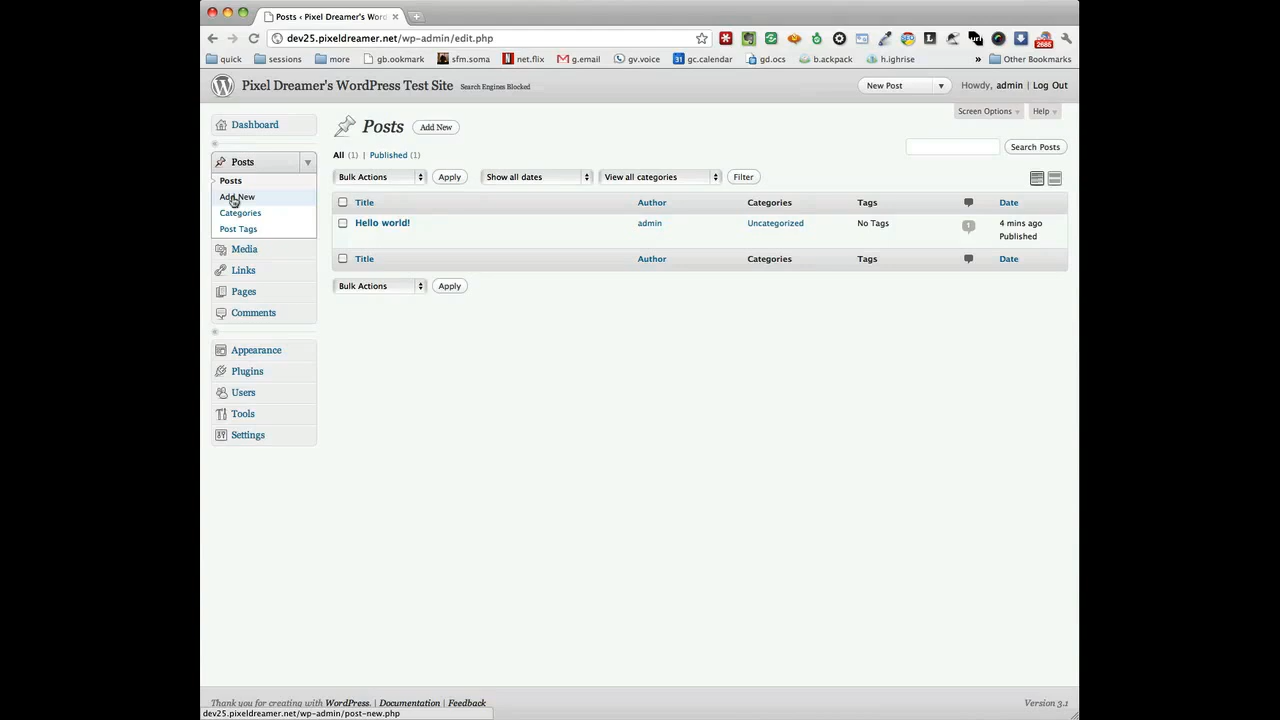 Posts ‹ Pixel Dreamer's Wor
dev25.pixeldreamer.net/wp-admin/edit.php
2685
quick sessions more gb.ookmark sfm.soma net.flix g.email gv.voice gc.calendar gd.ocs b.ackpack h.ighrise » Other Bookmarks
Pixel Dreamer's WordPress Test Site Search Engines Blocked New Post Howdy, admin | Log Out
Screen Options Help
Dashboard
Posts Add New
All (1) | Published (1)
Search Posts
Posts
Posts
Add New
Categories
Post Tags
Media
Links
Pages
Comments
Appearance
Plugins
Users
Tools
Settings
Bulk Actions Apply Show all dates View all categories Filter
Title Author Categories Tags Date
Hello world! admin Uncategorized No Tags 1 4 mins ago
Published
Title Author Categories Tags Date
Bulk Actions Apply
Thank you for creating with WordPress. | Documentation | Feedback Version 3.1
dev25.pixeldreamer.net/wp-admin/post-new.php